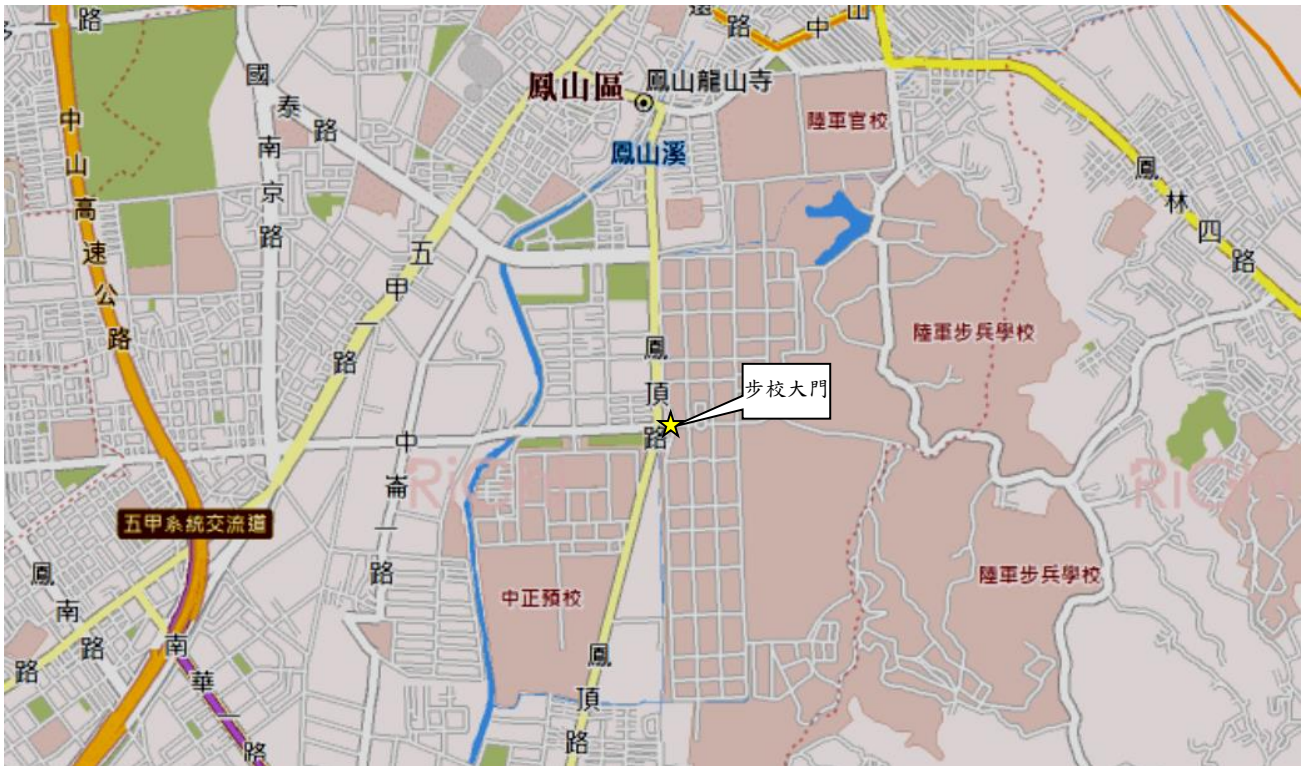 路
中山
國泰路
鳳山區
鳳山龍山寺
陸軍官校
鳳山溪
中山高速公路
南京路
鳳林四路
五甲一路
陸軍步兵學校
鳳頂路
步校大門
中崙一路
RiCH
五甲系統交流道
陸軍步兵學校
中正預校
鳳南路
南華一路
路
鳳頂路